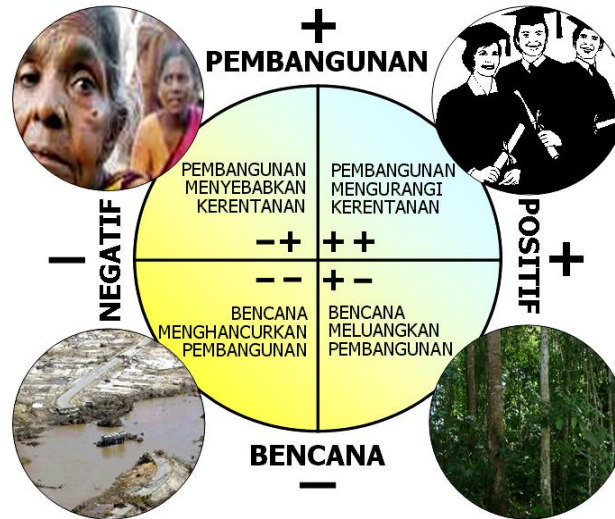 +
PEMBANGUNAN
PEMBANGUNAN
MENYEBABKAN
KERENTANAN
PEMBANGUNAN
MENGURANGI
KERENTANAN
− NEGATIF
POSITIF +
−+
++
−−
+−
BENCANA
MENGHANCURKAN
PEMBANGUNAN
BENCANA
MELUANGKAN
PEMBANGUNAN
BENCANA
−